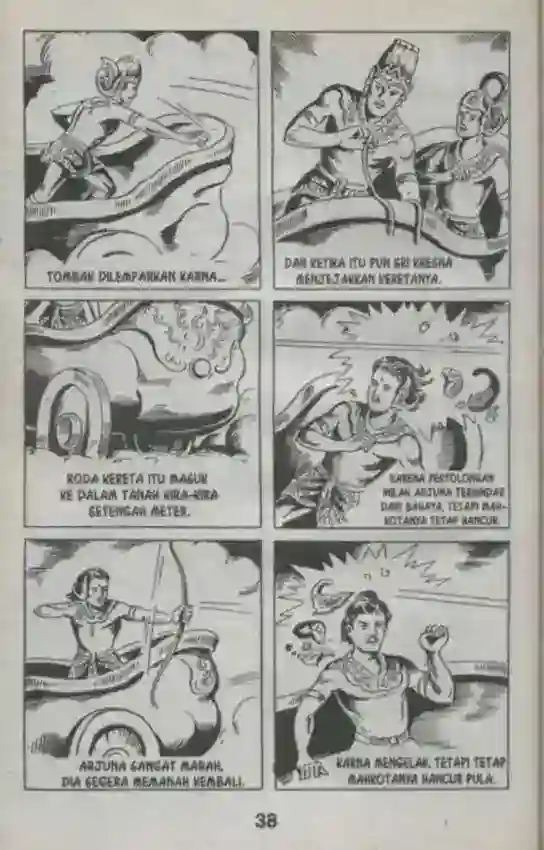 TOMBAK DILEMPARKAN KARNA...
DAN KETIKA ITU PUN SRI KRESNA
MENJEJAKKAN KERETANYA.
RODA KERETA ITU MASUK
KE DALAM TANAH KIRA-KIRA
SETENGAH METER.
KARENA PERTOLONGAN
INILAH ARJUNA TERHINDAR
DARI BAHAYA, TETAPI MAH-
KOTANYA TETAP HANCUR.
ARJUNA SANGAT MARAH.
DIA SEGERA MEMANAH KEMBALI.
KARNA MENGELAK, TETAPI TETAP
MAHKOTANYA HANCUR PULA.
38